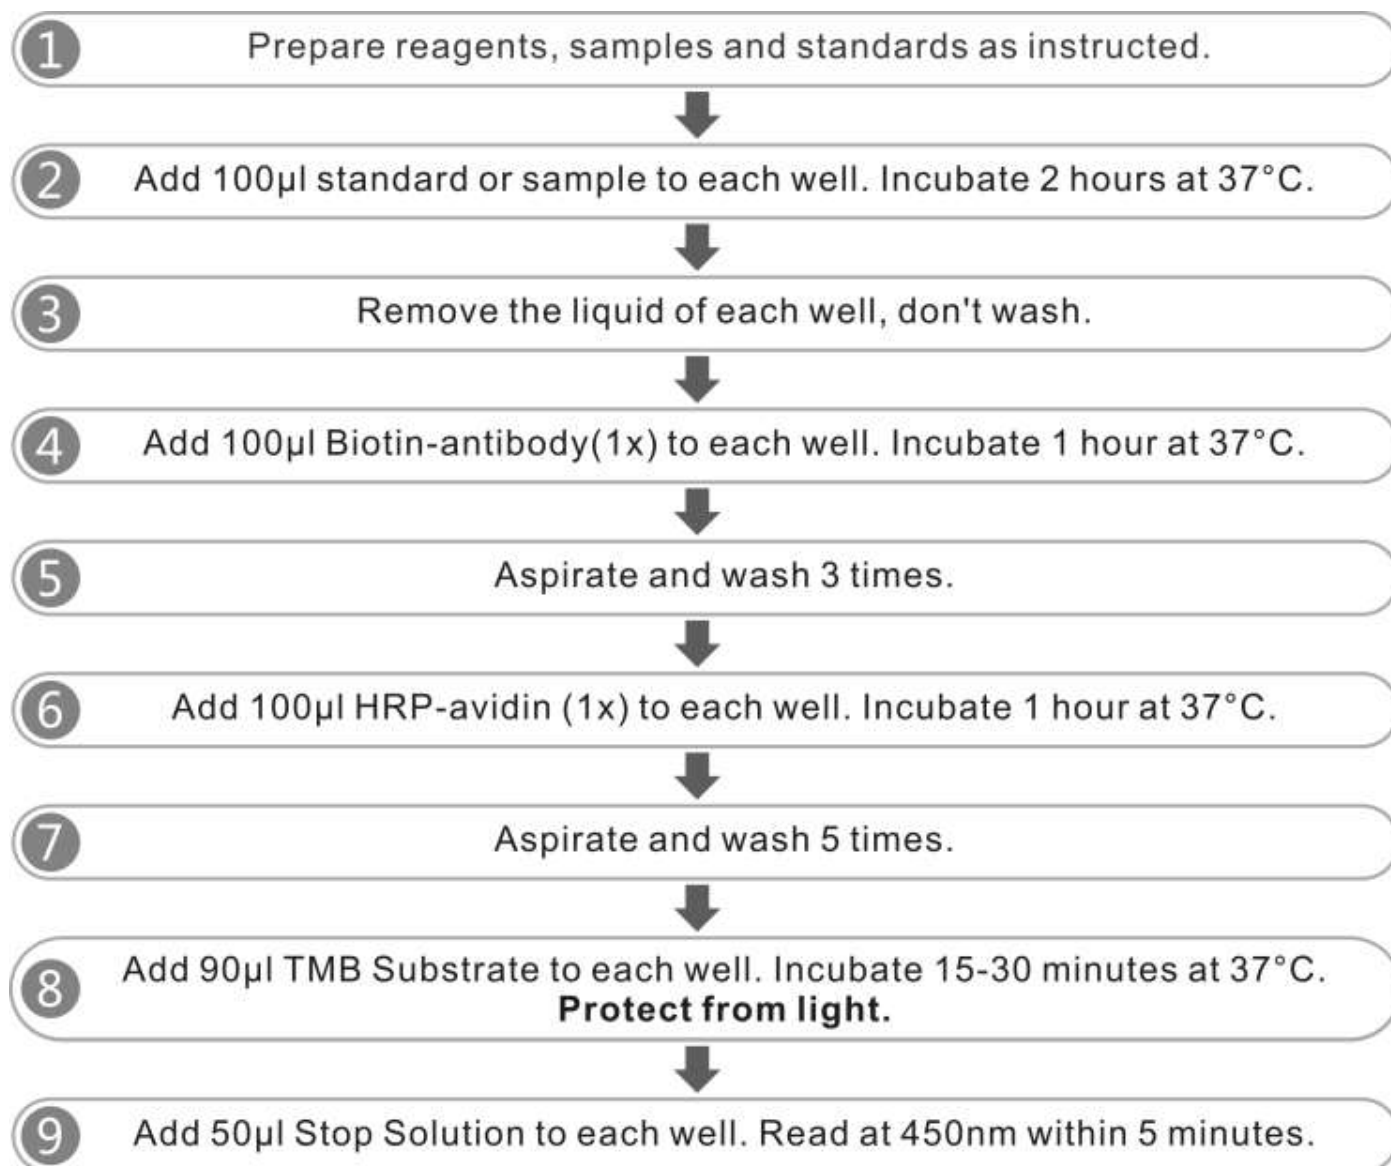 1 Prepare reagents, samples and standards as instructed.
2 Add 100µl standard or sample to each well. Incubate 2 hours at 37°C.
3 Remove the liquid of each well, don't wash.
4 Add 100µl Biotin-antibody(1x) to each well. Incubate 1 hour at 37°C.
5 Aspirate and wash 3 times.
6 Add 100µl HRP-avidin (1x) to each well. Incubate 1 hour at 37°C.
7 Aspirate and wash 5 times.
8 Add 90µl TMB Substrate to each well. Incubate 15-30 minutes at 37°C.
Protect from light.
9 Add 50µl Stop Solution to each well. Read at 450nm within 5 minutes.